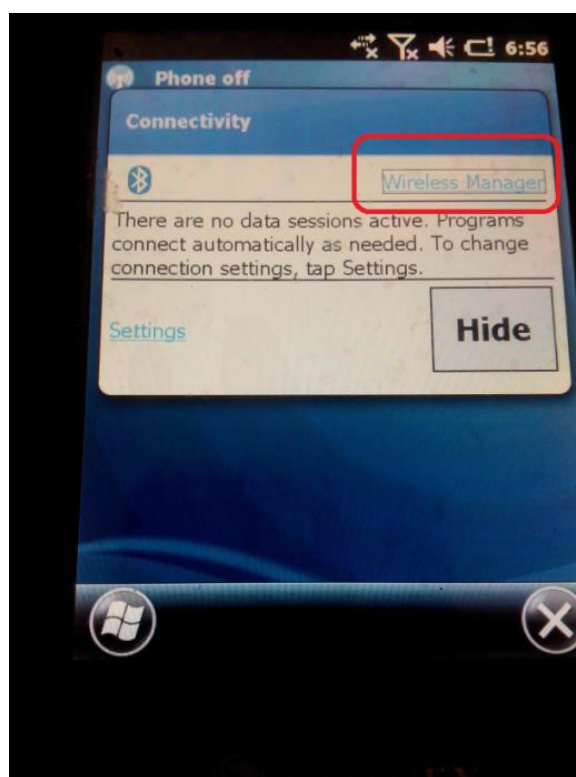 6:56
Phone off
Connectivity
Wireless Manager
There are no data sessions active. Programs
connect automatically as needed. To change
connection settings, tap Settings.
Settings
Hide